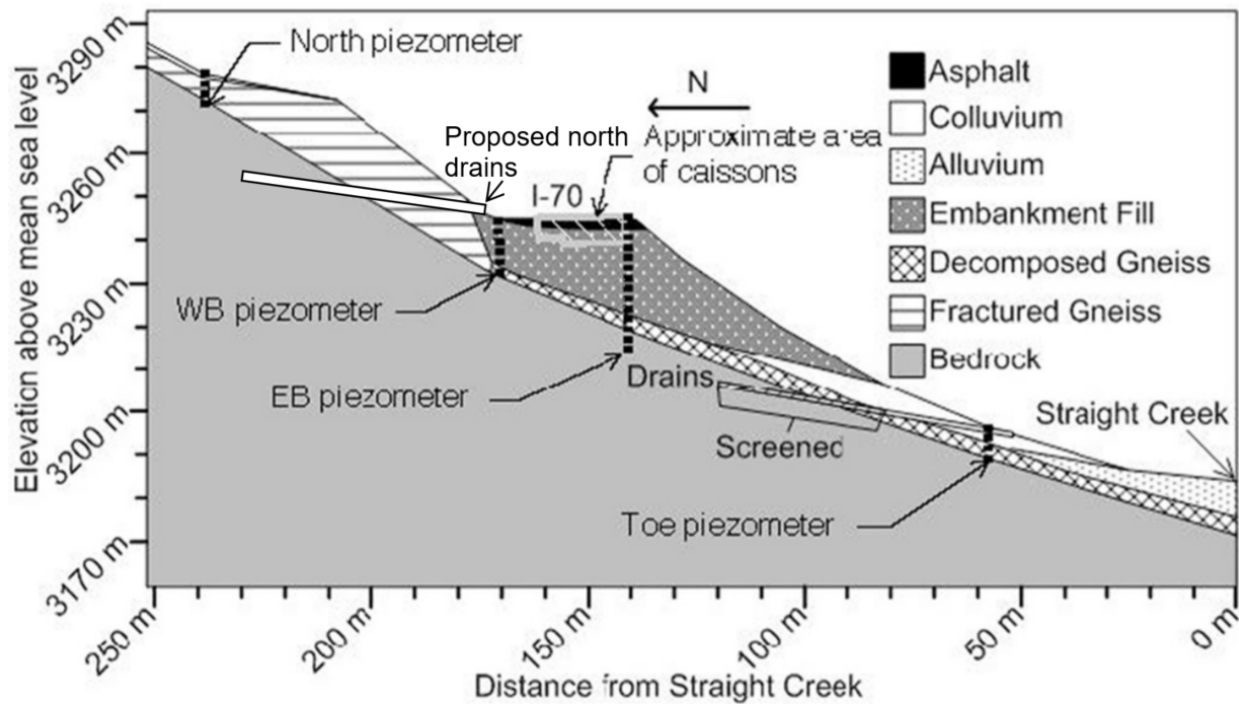 North piezometer
N
Proposed north
drains
Approximate area
of caissons
I-70
Asphalt
Colluvium
Alluvium
Embankment Fill
Decomposed Gneiss
Fractured Gneiss
Bedrock
WB piezometer
EB piezometer
Drains
Screened
Straight Creek
Toe piezometer
Elevation above mean sea level
3290 m
3260 m
3230 m
3200 m
3170 m
250 m
200 m
150 m
100 m
50 m
0 m
Distance from Straight Creek